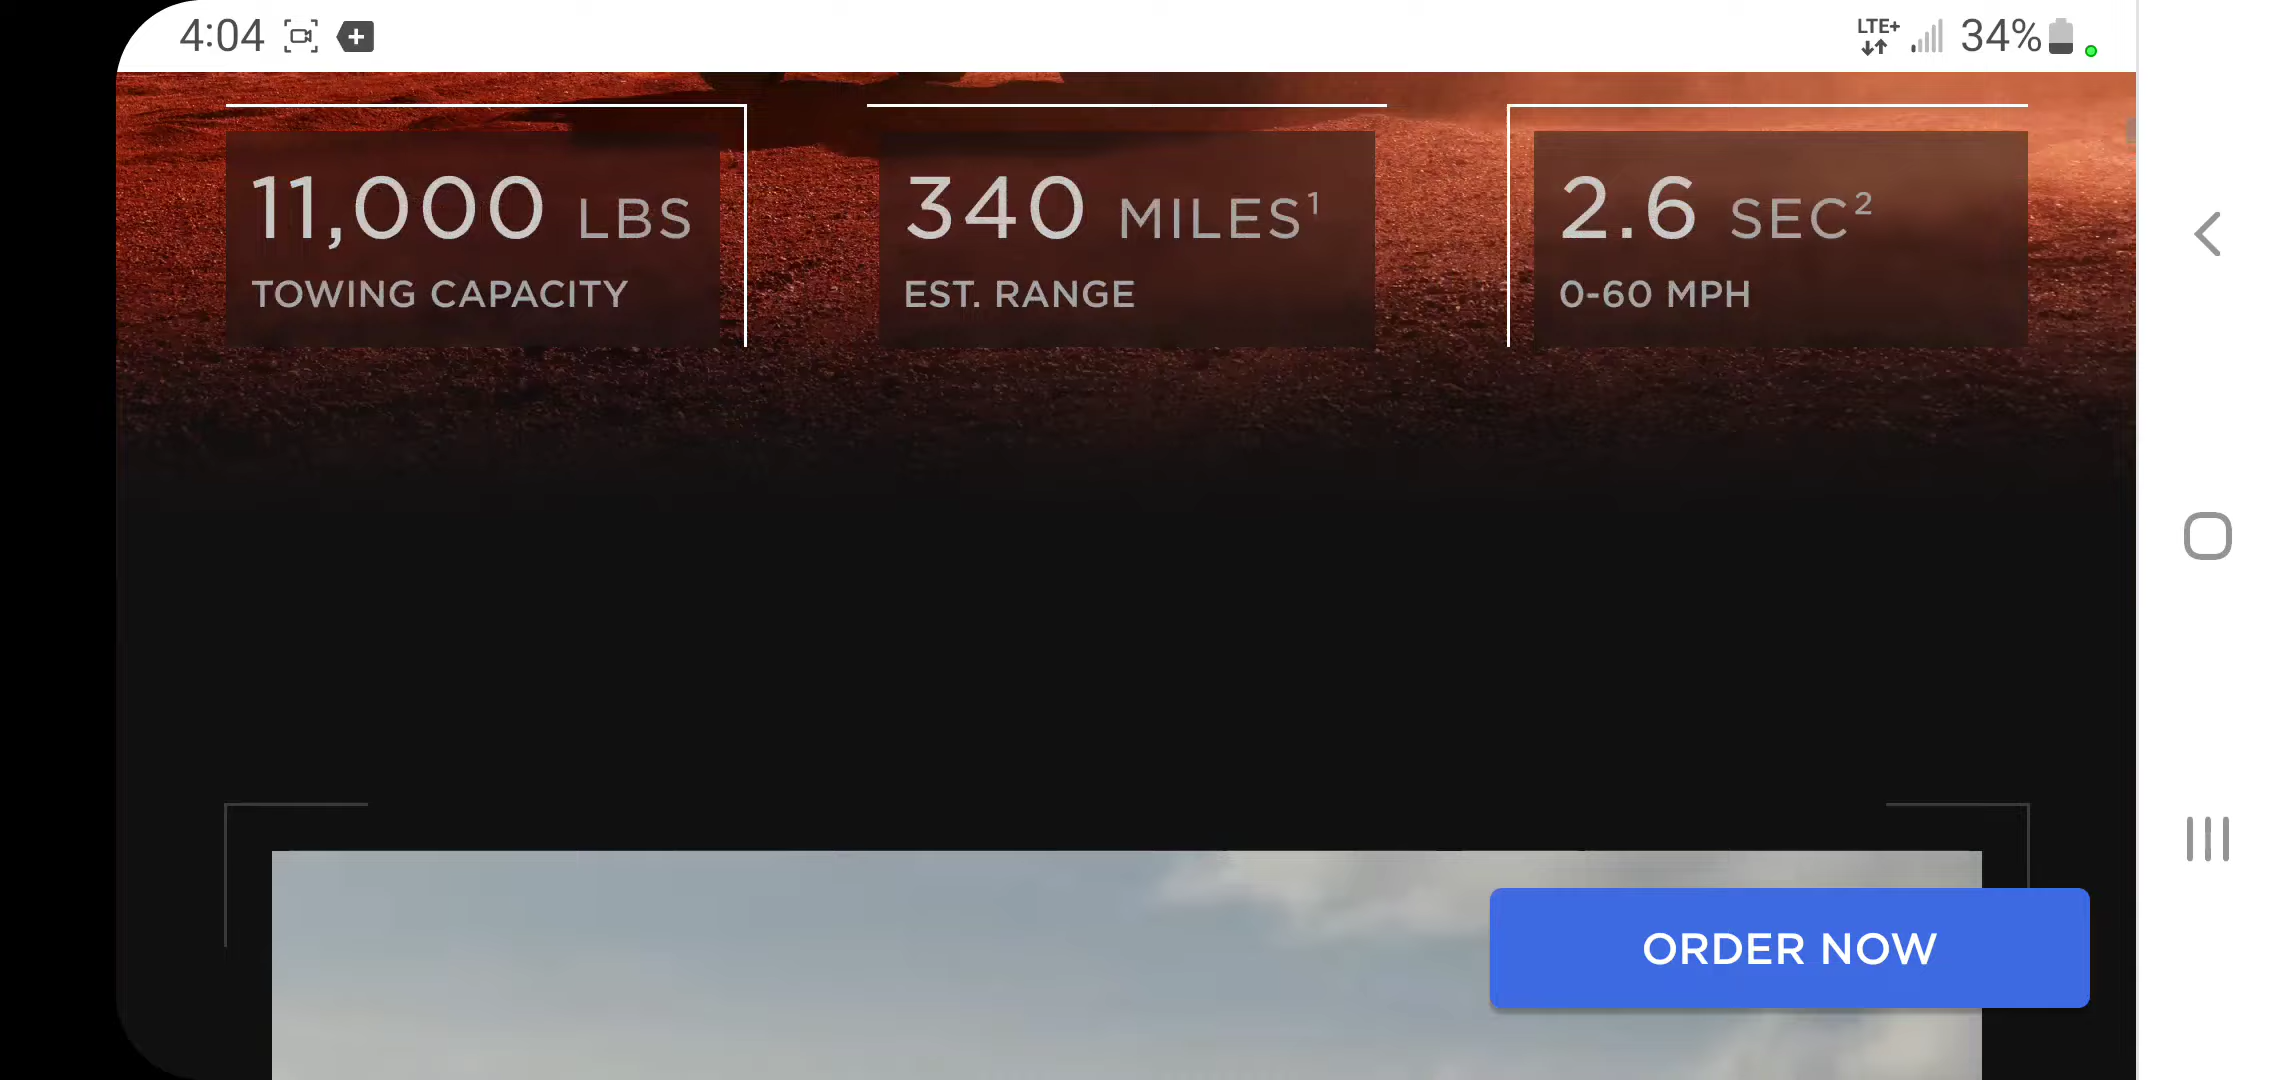 4:04
LTE+ 34%
11,000 LBS
TOWING CAPACITY
340 MILES¹
EST. RANGE
2.6 SEC²
0-60 MPH
ORDER NOW